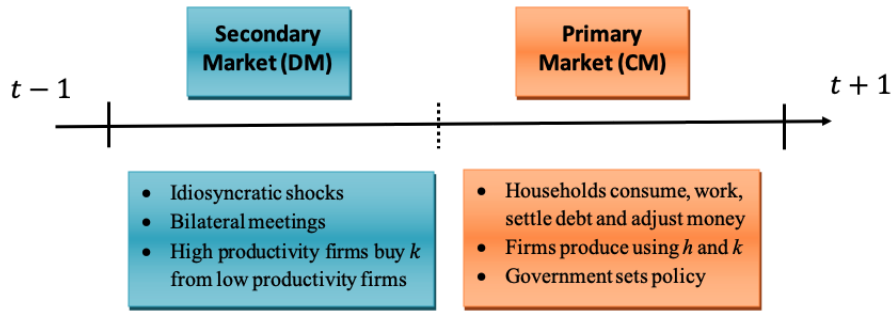 Secondary
Market (DM)
Primary
Market (CM)
t − 1
t + 1
• Idiosyncratic shocks
• Bilateral meetings
• High productivity firms buy k
from low productivity firms
• Households consume, work,
settle debt and adjust money
• Firms produce using h and k
• Government sets policy